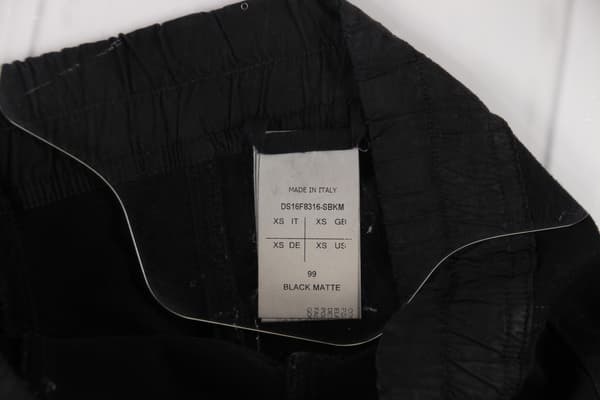 MADE IN ITALY
DS16F8316-SBKM
XS IT XS GB
XS DE XS US
99
BLACK MATTE